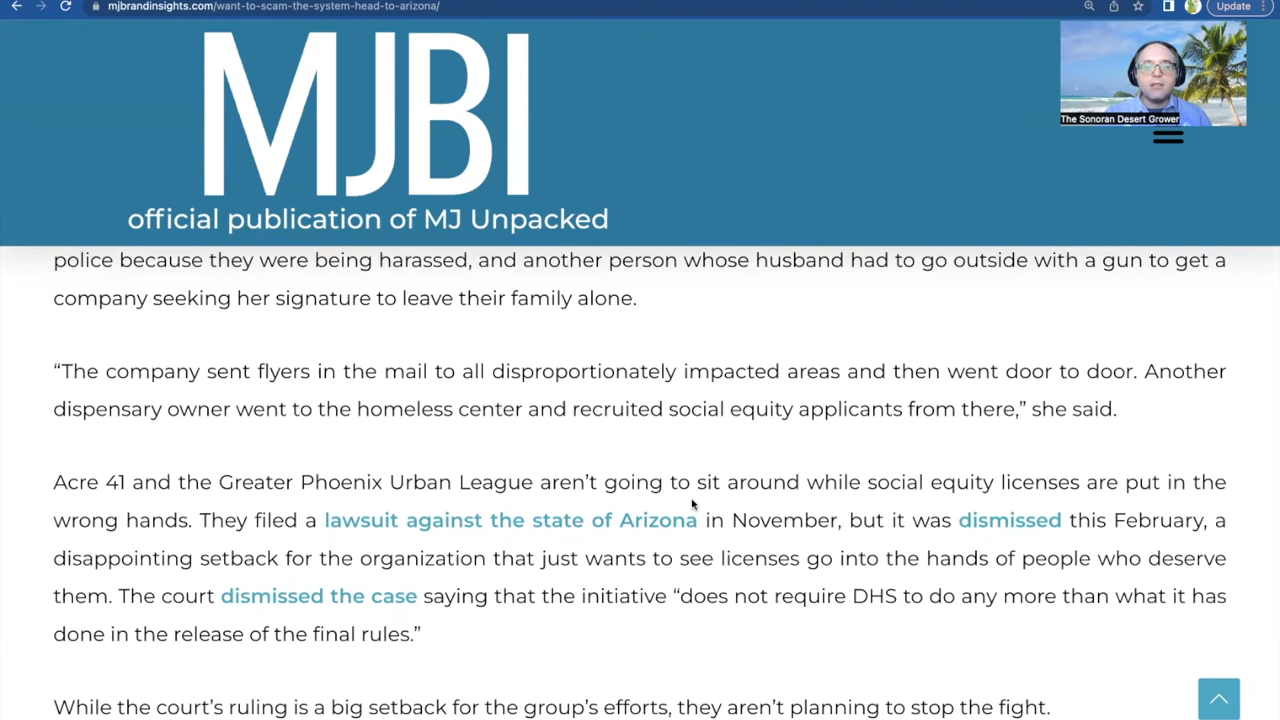 mjbrandinsights.com/want-to-scam-the-system-head-to-arizona/
Update
MJBI
official publication of MJ Unpacked
The Sonoran Desert Grower
police because they were being harassed, and another person whose husband had to go outside with a gun to get a
company seeking her signature to leave their family alone.
“The company sent flyers in the mail to all disproportionately impacted areas and then went door to door. Another
dispensary owner went to the homeless center and recruited social equity applicants from there,” she said.
Acre 41 and the Greater Phoenix Urban League aren’t going to sit around while social equity licenses are put in the
wrong hands. They filed a lawsuit against the state of Arizona in November, but it was dismissed this February, a
disappointing setback for the organization that just wants to see licenses go into the hands of people who deserve
them. The court dismissed the case saying that the initiative “does not require DHS to do any more than what it has
done in the release of the final rules.”
While the court’s ruling is a big setback for the group’s efforts, they aren’t planning to stop the fight.